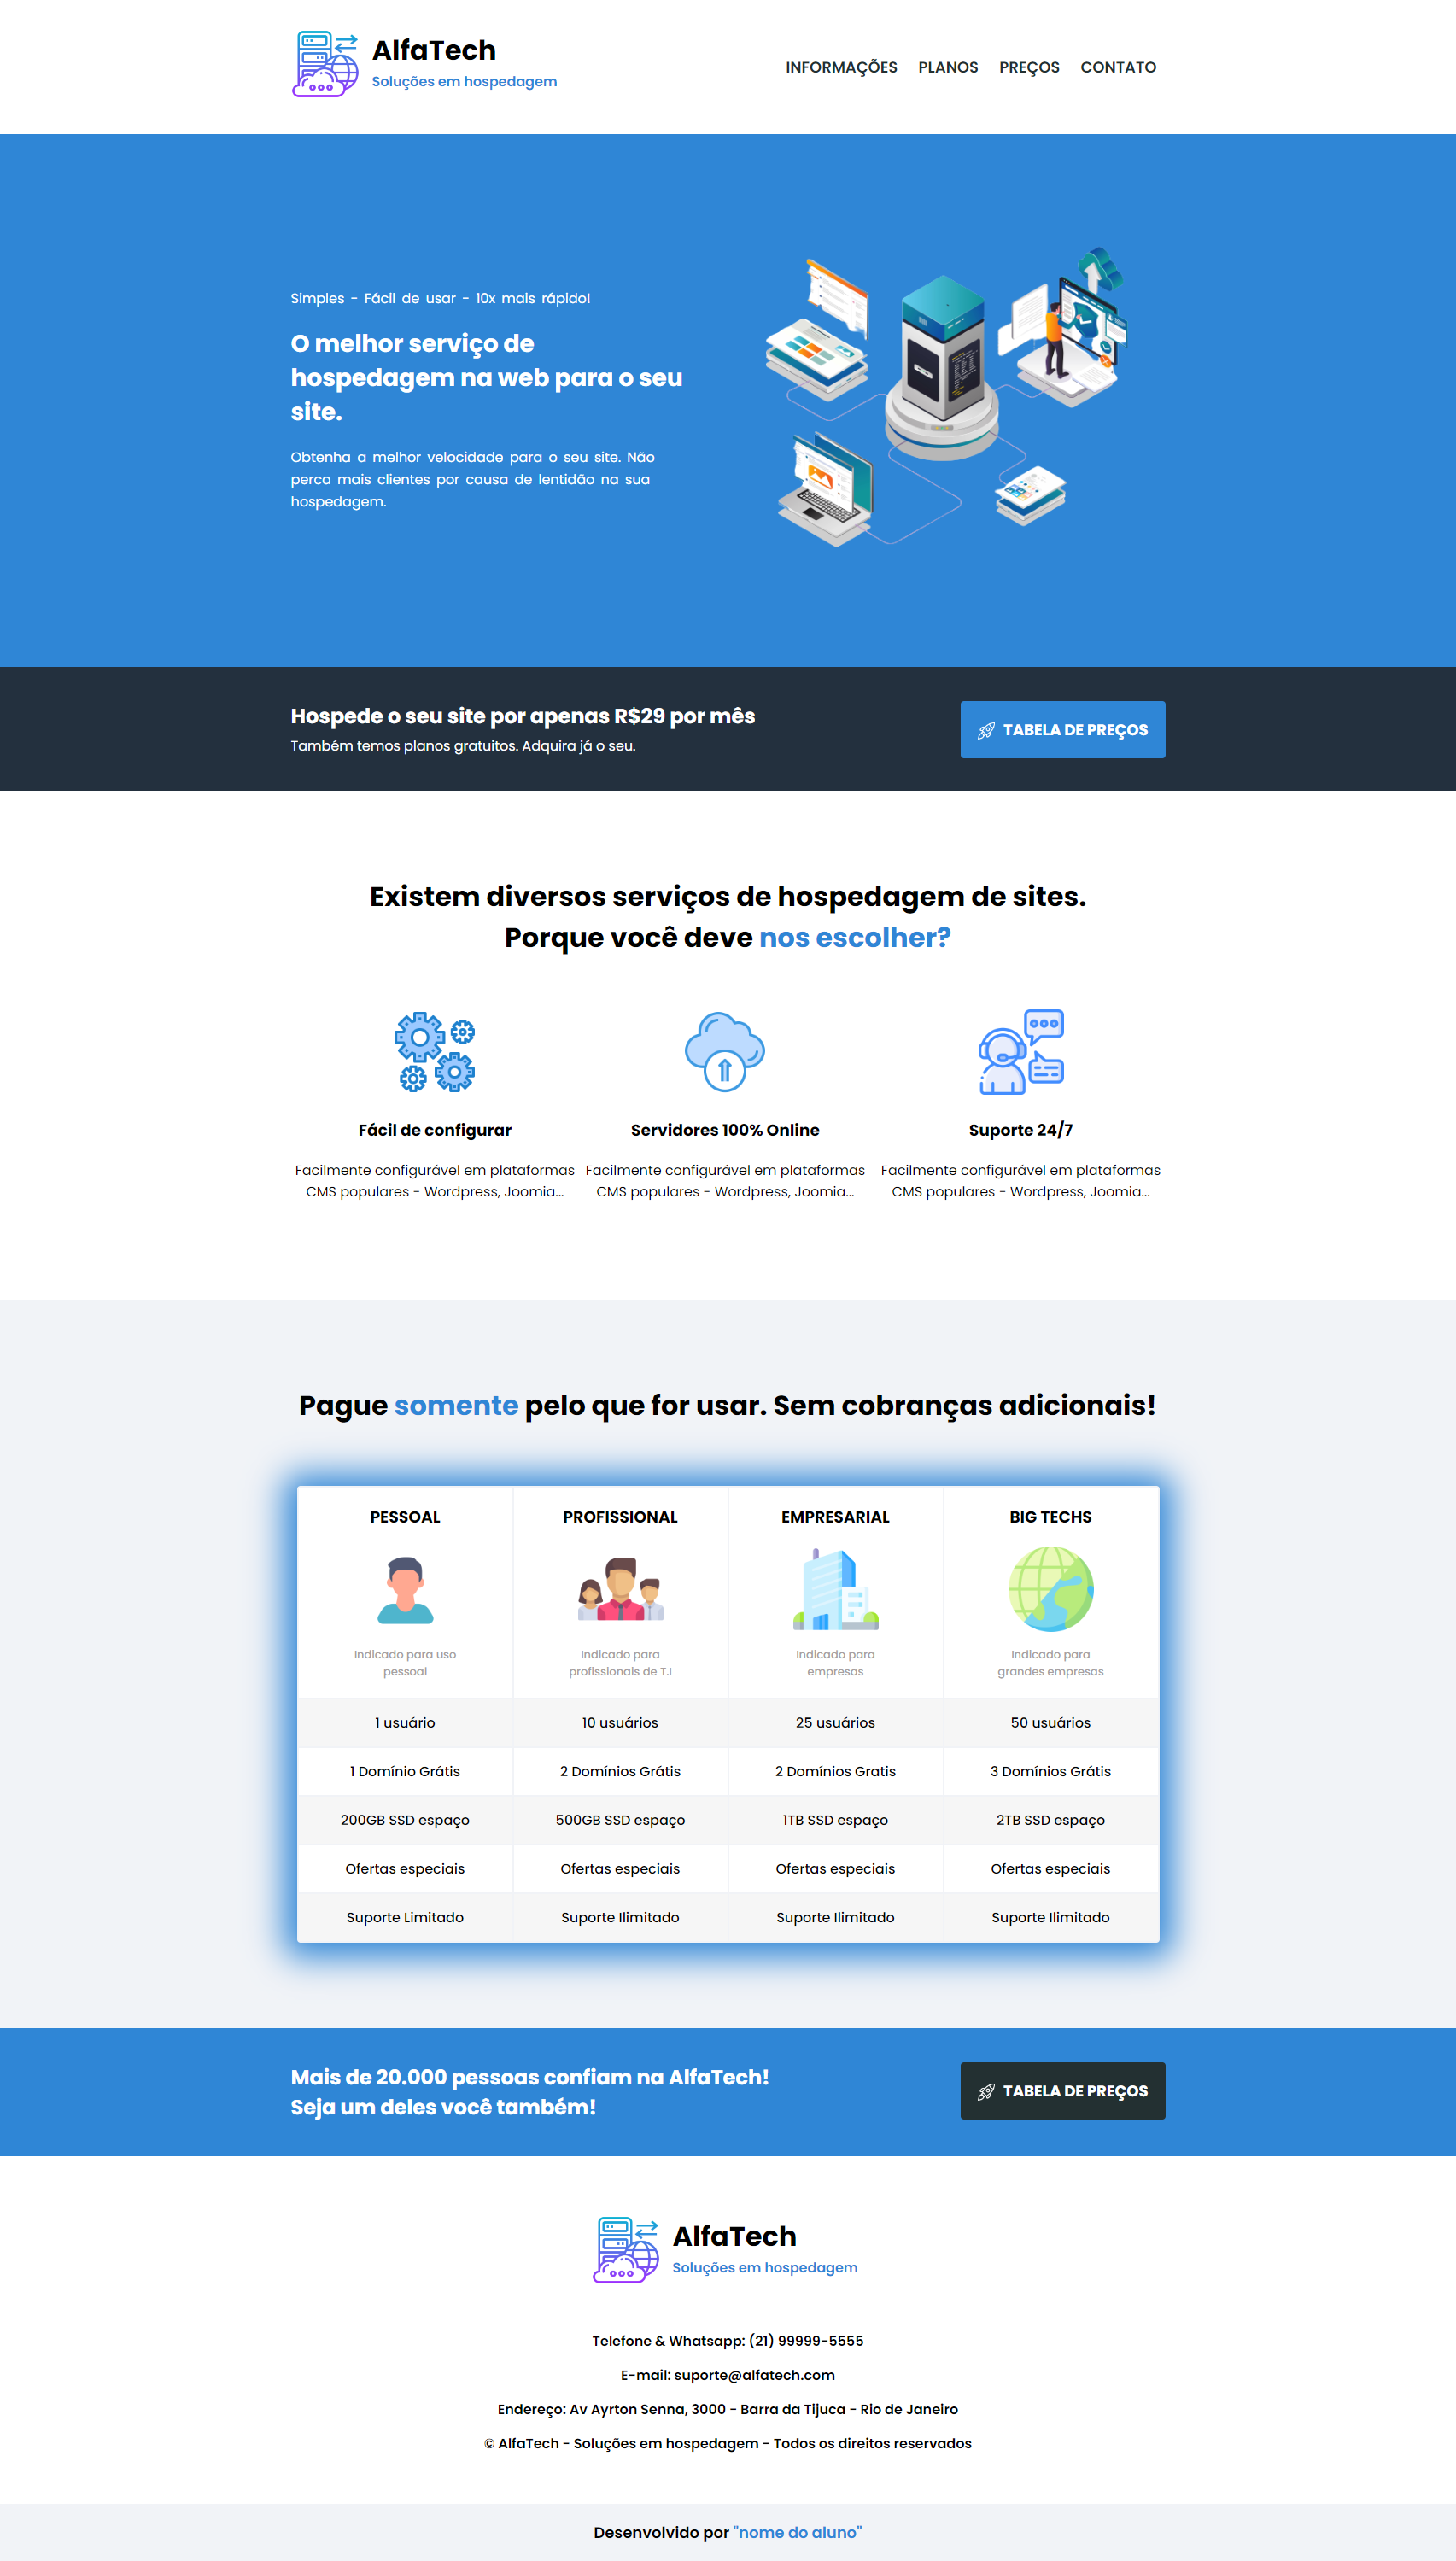 AlfaTech
Soluções em hospedagem
INFORMAÇÕES PLANOS PREÇOS CONTATO
Simples - Fácil de usar - 10x mais rápido!
O melhor serviço de
hospedagem na web para o seu
site.
Obtenha a melhor velocidade para o seu site. Não
perca mais clientes por causa de lentidão na sua
hospedagem.
Hospede o seu site por apenas R$29 por mês
Também temos planos gratuitos. Adquira já o seu.
TABELA DE PREÇOS
Existem diversos serviços de hospedagem de sites.
Porque você deve nos escolher?
Fácil de configurar
Facilmente configurável em plataformas
CMS populares - Wordpress, Joomia...
Servidores 100% Online
Facilmente configurável em plataformas
CMS populares - Wordpress, Joomia...
Suporte 24/7
Facilmente configurável em plataformas
CMS populares - Wordpress, Joomia...
Pague somente pelo que for usar. Sem cobranças adicionais!
PESSOAL PROFISSIONAL EMPRESARIAL BIG TECHS
Indicado para uso
pessoal
Indicado para
profissionais de T.I
Indicado para
empresas
Indicado para
grandes empresas
1 usuário 10 usuários 25 usuários 50 usuários
1 Domínio Grátis 2 Domínios Grátis 2 Domínios Gratis 3 Domínios Grátis
200GB SSD espaço 500GB SSD espaço 1TB SSD espaço 2TB SSD espaço
Ofertas especiais Ofertas especiais Ofertas especiais Ofertas especiais
Suporte Limitado Suporte Ilimitado Suporte Ilimitado Suporte Ilimitado
Mais de 20.000 pessoas confiam na AlfaTech!
Seja um deles você também!
TABELA DE PREÇOS
AlfaTech
Soluções em hospedagem
Telefone & Whatsapp: (21) 99999-5555
E-mail: suporte@alfatech.com
Endereço: Av Ayrton Senna, 3000 - Barra da Tijuca - Rio de Janeiro
© AlfaTech - Soluções em hospedagem - Todos os direitos reservados
Desenvolvido por "nome do aluno"